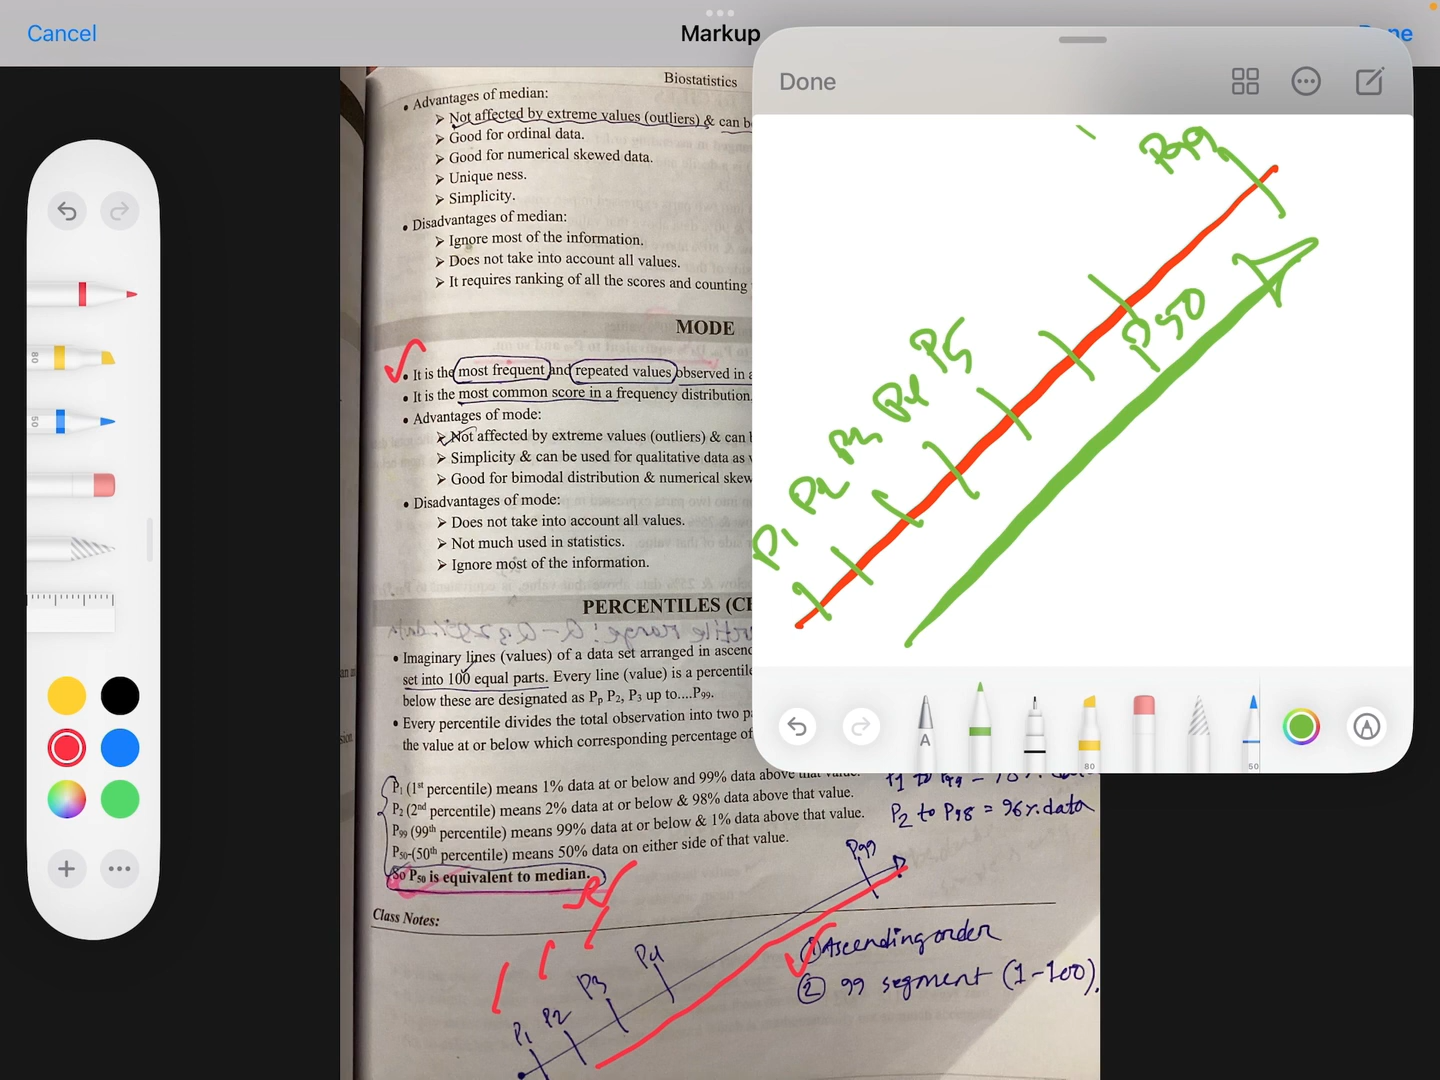 Cancel
Markup
Done
Biostatistics
• Advantages of median:
➢ Not affected by extreme values (outliers) & can b
➢ Good for ordinal data.
➢ Good for numerical skewed data.
➢ Unique ness.
➢ Simplicity.
• Disadvantages of median:
➢ Ignore most of the information.
➢ Does not take into account all values.
➢ It requires ranking of all the scores and counting
MODE
• It is the most frequent and repeated values observed in a
• It is the most common score in a frequency distribution.
• Advantages of mode:
➢ Not affected by extreme values (outliers) & can
➢ Simplicity & can be used for qualitative data as
➢ Good for bimodal distribution & numerical skew
• Disadvantages of mode:
➢ Does not take into account all values.
➢ Not much used in statistics.
➢ Ignore most of the information.
PERCENTILES (CE
• Imaginary lines (values) of a data set arranged in ascend
set into 100 equal parts. Every line (value) is a percentile
below these are designated as Pₚ P₂, P₃ up to....P₉₉.
• Every percentile divides the total observation into two p
the value at or below which corresponding percentage of
P₁ (1st percentile) means 1% data at or below and 99% data above that value.
P₂ (2nd percentile) means 2% data at or below & 98% data above that value.
P₉₉ (99th percentile) means 99% data at or below & 1% data above that value.
P₅₀-(50th percentile) means 50% data on either side of that value.
So P₅₀ is equivalent to median.
P2 to P98 = 96% data
Class Notes:
P99
① Ascending order
② 99 segment (1-100).
P1 P2 P3 P4
Done
P99
P50
P1 P2 P3 P4 P5
A
80
50
80
50